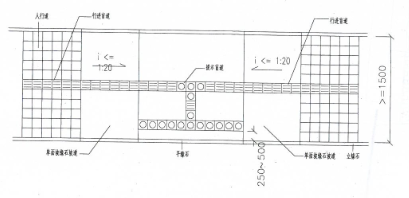 人行道
行进盲道
行进盲道
提示盲道
i <=
1:20
i <= 1:20
>=1500
250~500
单面坡缘石坡道
平缘石
单面坡缘石坡道
立缘石